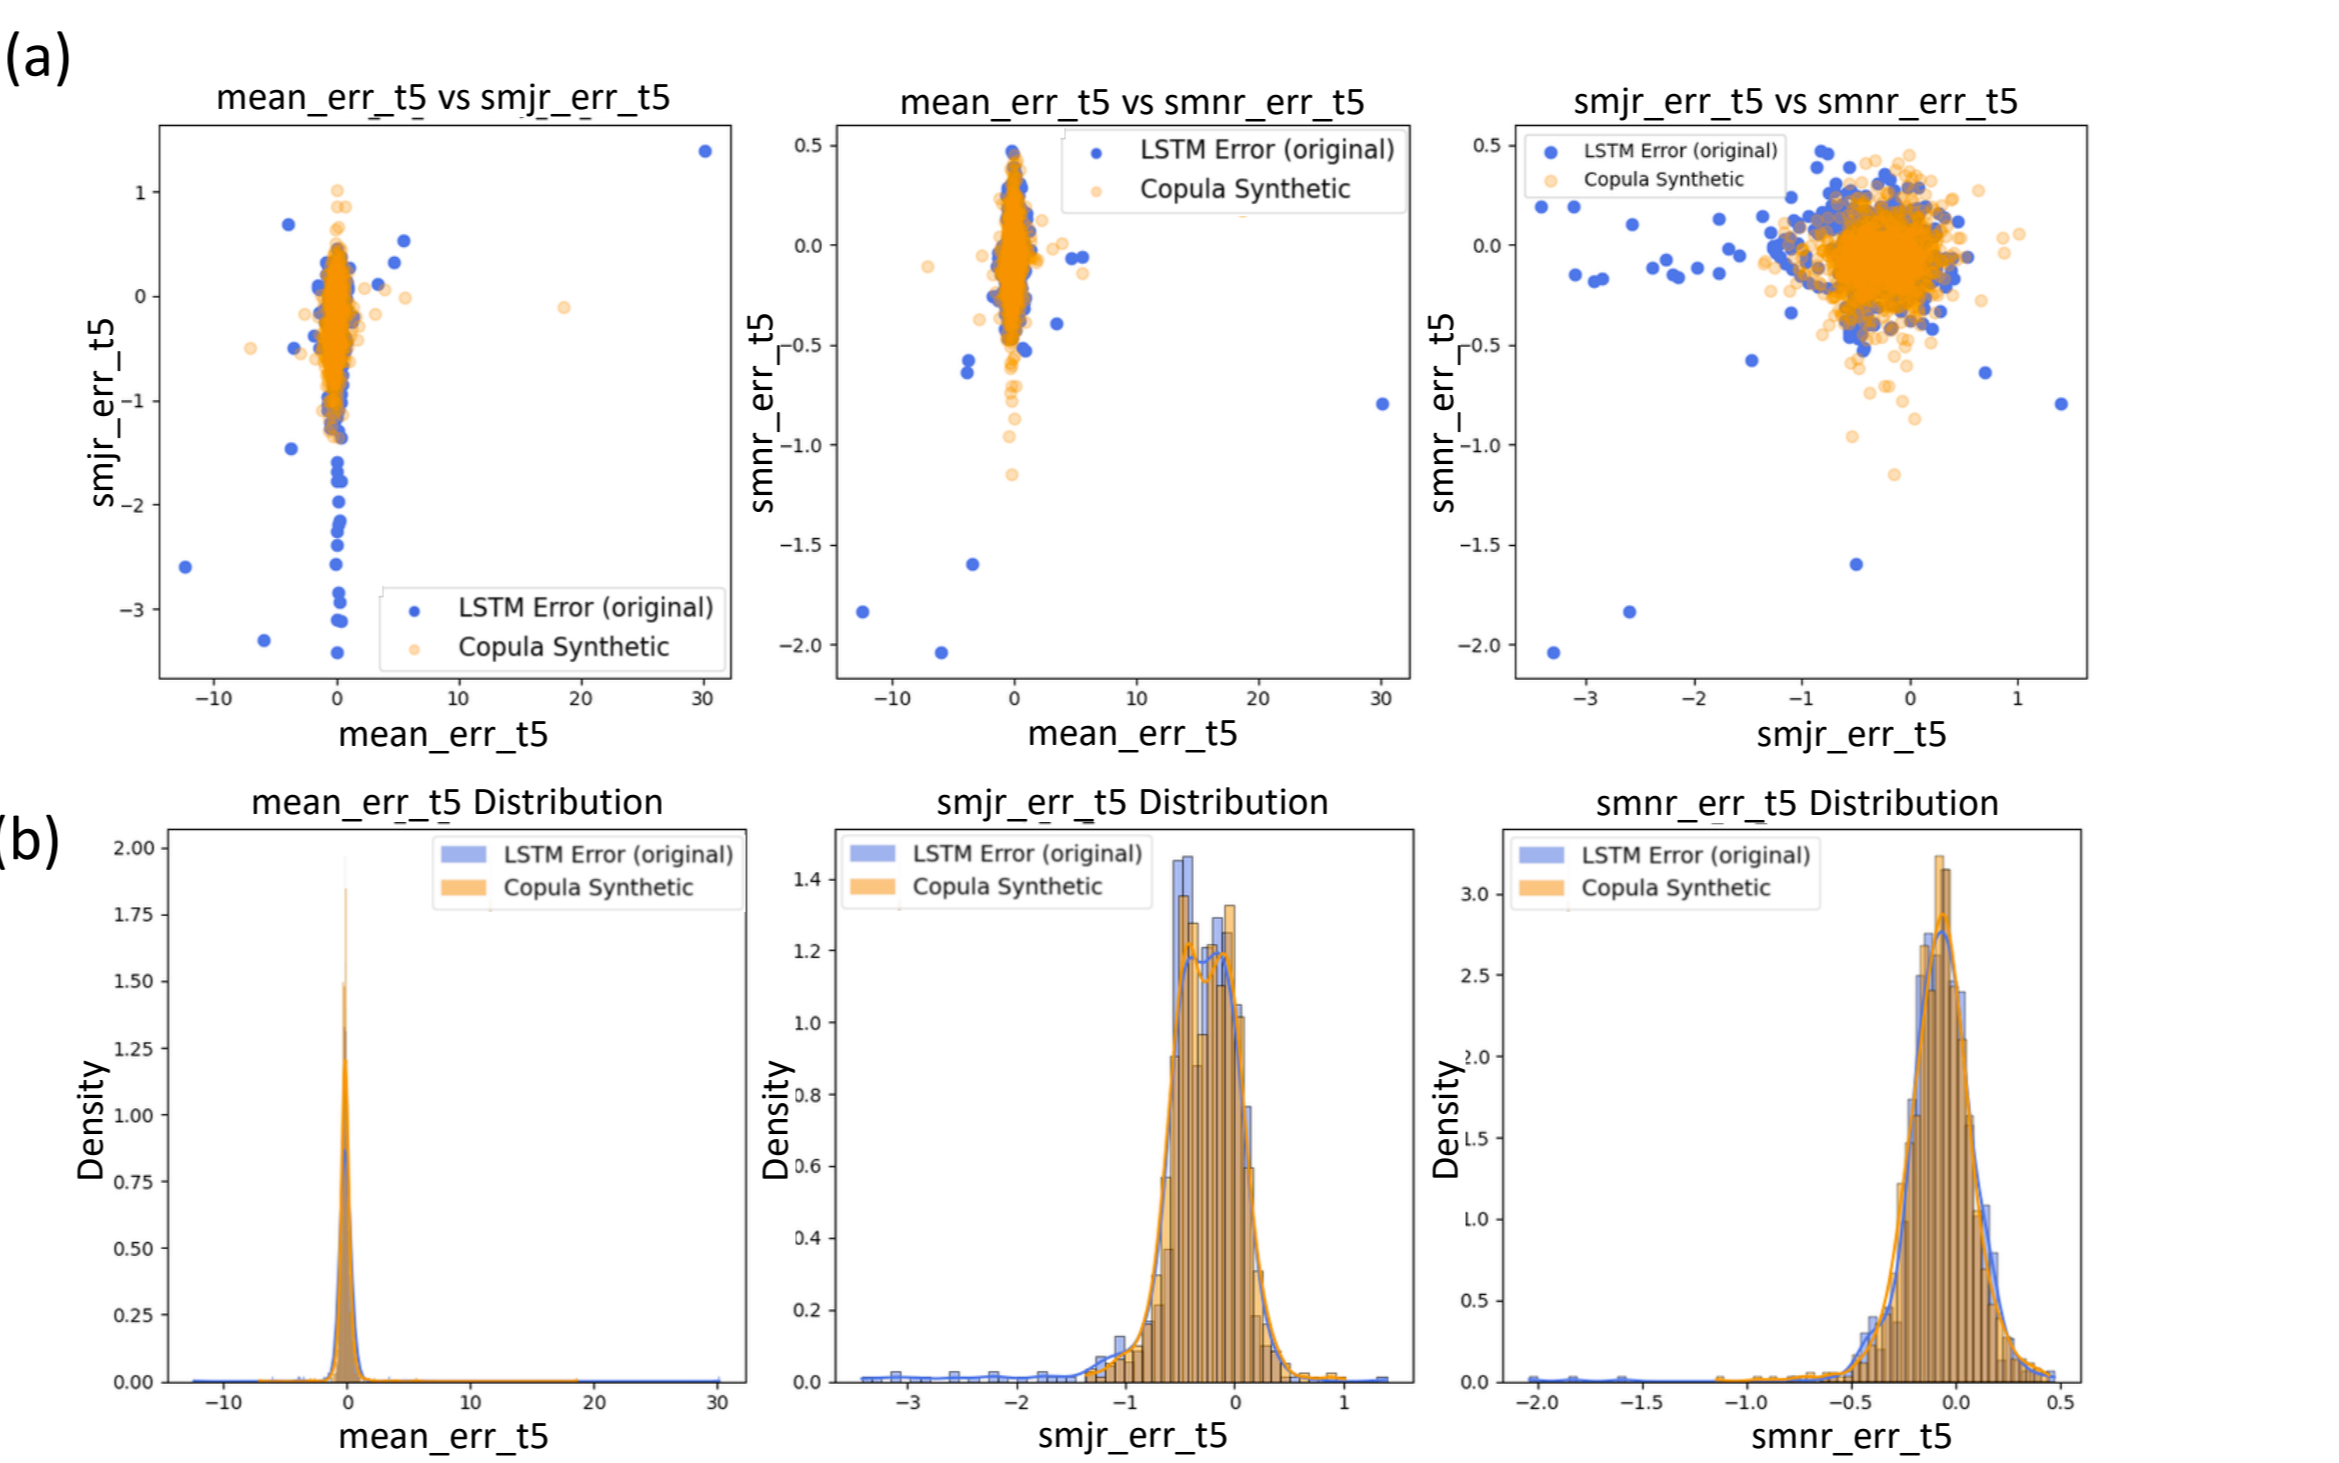 (a)
mean_err_t5 vs smjr_err_t5
mean_err_t5 vs smnr_err_t5
smjr_err_t5 vs smnr_err_t5
1
0
−1
−2
−3
smjr_err_t5
LSTM Error (original)
Copula Synthetic
−10
0
10
20
30
mean_err_t5
0.5
0.0
−0.5
−1.0
−1.5
−2.0
smnr_err_t5
LSTM Error (original)
Copula Synthetic
−10
0
10
20
30
mean_err_t5
0.5
0.0
−0.5
−1.0
−1.5
−2.0
smnr_err_t5
LSTM Error (original)
Copula Synthetic
−3
−2
−1
0
1
smjr_err_t5
(b)
mean_err_t5 Distribution
smjr_err_t5 Distribution
smnr_err_t5 Distribution
2.00
1.75
1.50
1.25
1.00
0.75
0.50
0.25
0.00
Density
LSTM Error (original)
Copula Synthetic
−10
0
10
20
30
mean_err_t5
1.4
1.2
1.0
0.8
0.6
0.4
0.2
0.0
Density
LSTM Error (original)
Copula Synthetic
−3
−2
−1
0
1
smjr_err_t5
3.0
2.5
2.0
1.5
1.0
0.5
0.0
Density
LSTM Error (original)
Copula Synthetic
−2.0
−1.5
−1.0
−0.5
0.0
0.5
smnr_err_t5